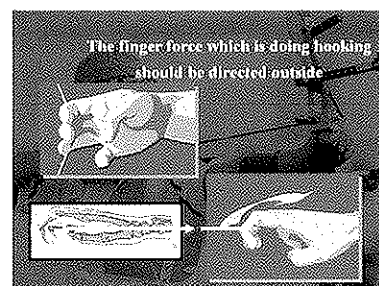 The finger force which is doing hooking
should be directed outside